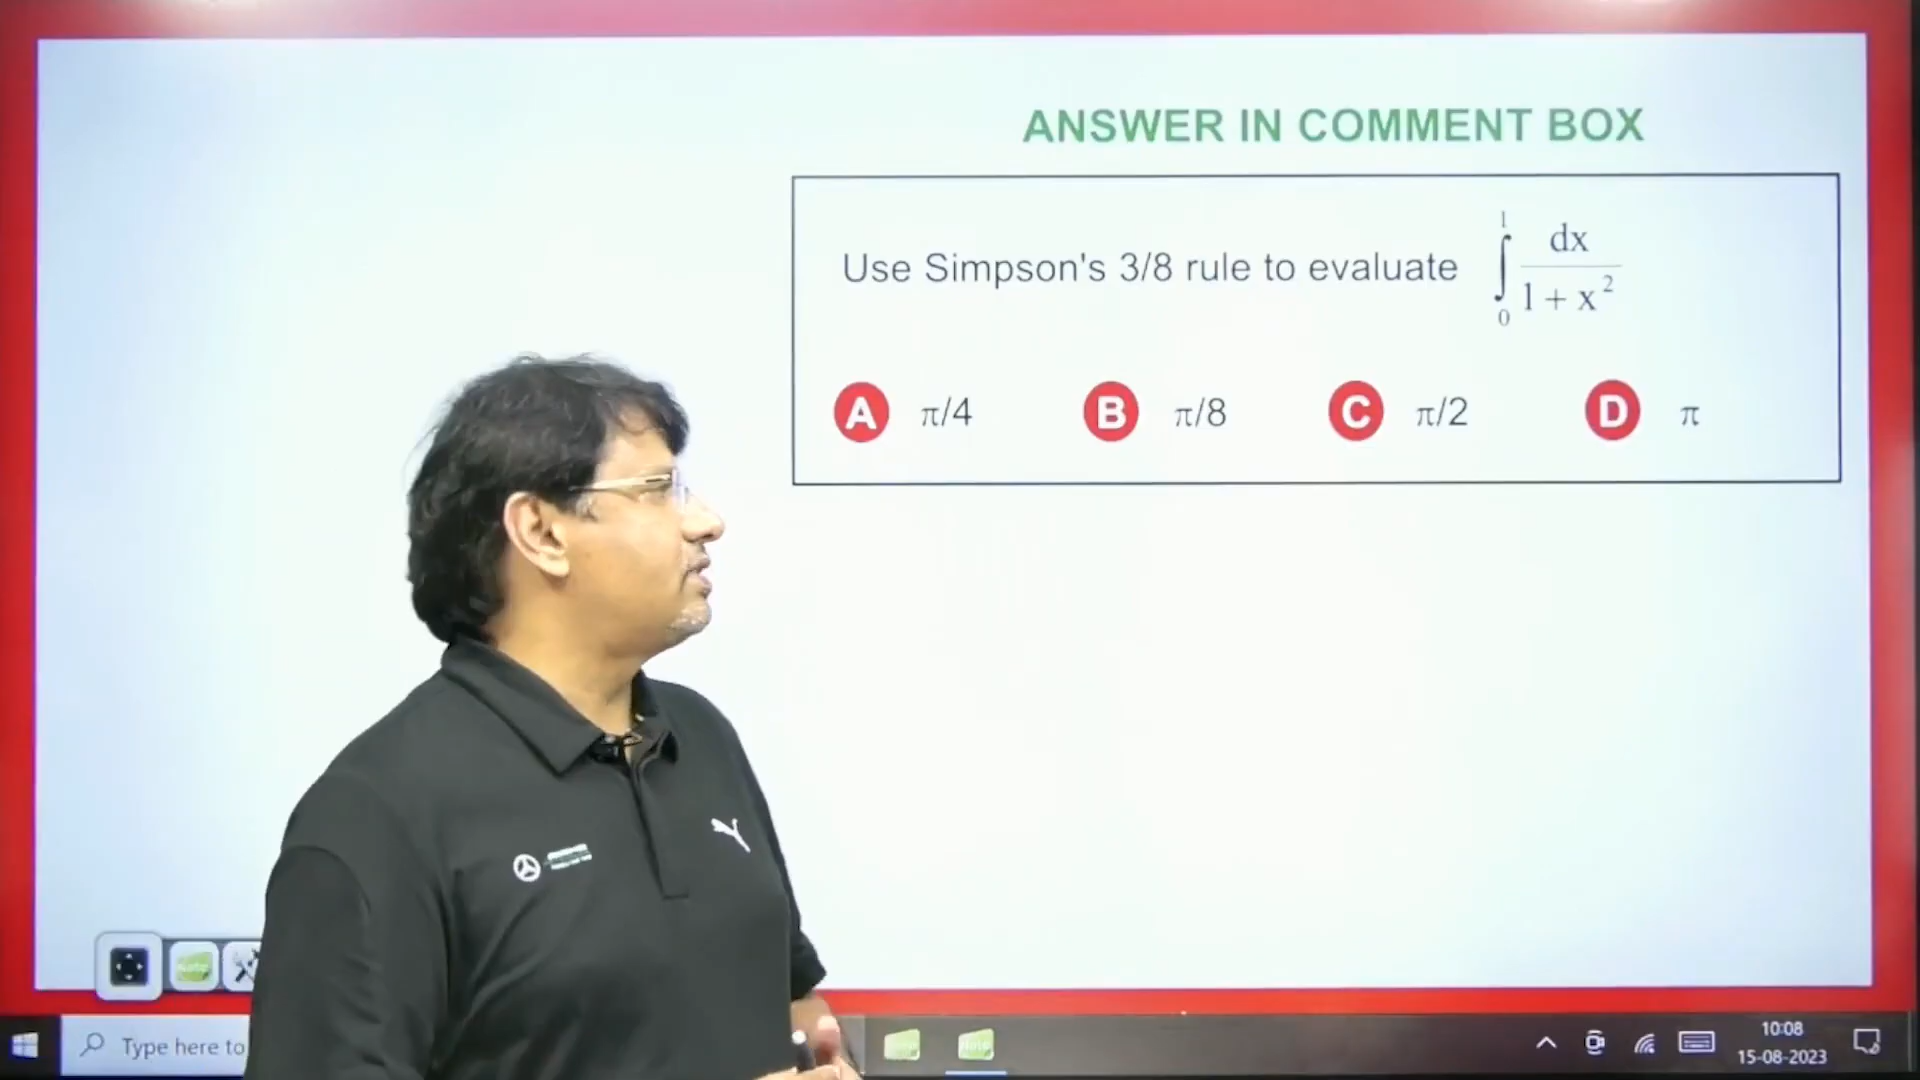 ANSWER IN COMMENT BOX
Use Simpson's 3/8 rule to evaluate ∫₀¹ dx / (1 + x²)
A π/4 B π/8 C π/2 D π
Type here to
10:08
15-08-2023